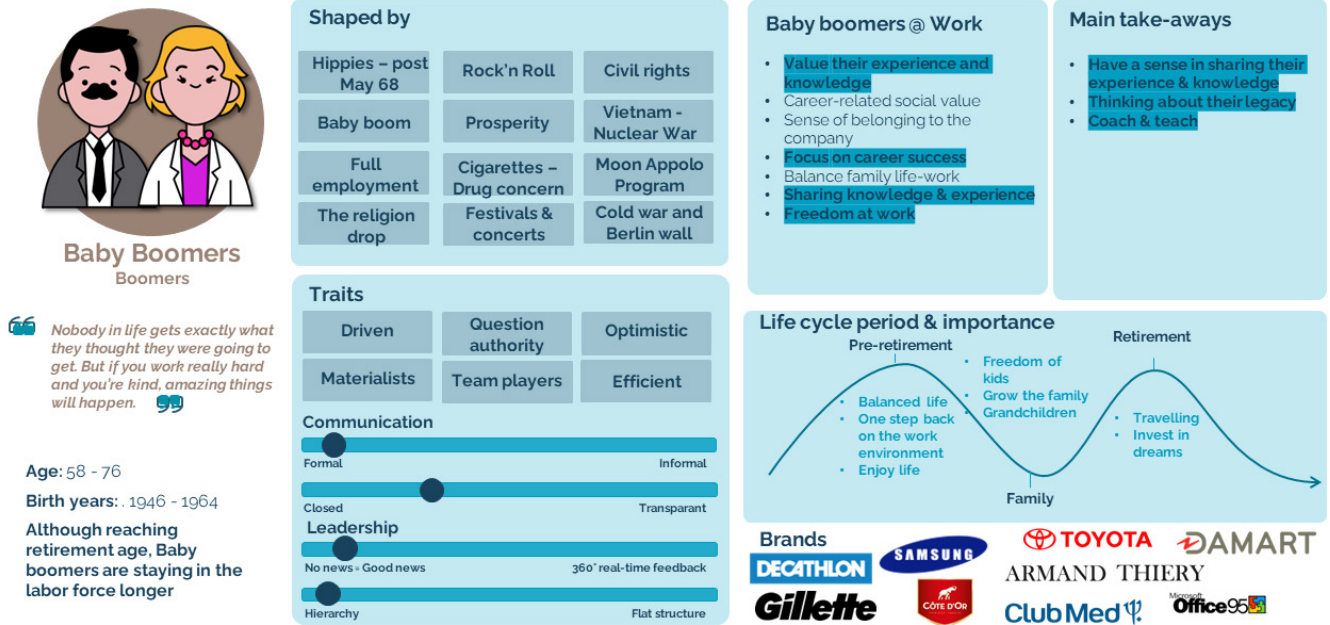 Baby Boomers
Boomers
Nobody in life gets exactly what
they thought they were going to
get. But if you work really hard
and you're kind, amazing things
will happen.
Age: 58 - 76
Birth years: . 1946 - 1964
Although reaching
retirement age, Baby
boomers are staying in the
labor force longer
Shaped by
Hippies – post
May 68
Rock'n Roll
Civil rights
Baby boom
Prosperity
Vietnam -
Nuclear War
Full
employment
Cigarettes –
Drug concern
Moon Appolo
Program
The religion
drop
Festivals &
concerts
Cold war and
Berlin wall
Traits
Driven
Question
authority
Optimistic
Materialists
Team players
Efficient
Communication
Formal
Informal
Closed
Transparant
Leadership
No news = Good news
360° real-time feedback
Hierarchy
Flat structure
Baby boomers @ Work
• Value their experience and
knowledge
• Career-related social value
• Sense of belonging to the
company
• Focus on career success
• Balance family life-work
• Sharing knowledge & experience
• Freedom at work
Main take-aways
• Have a sense in sharing their
experience & knowledge
• Thinking about their legacy
• Coach & teach
Life cycle period & importance
Pre-retirement
• Balanced life
• One step back
on the work
environment
• Enjoy life
• Freedom of
kids
• Grow the family
• Grandchildren
Family
Retirement
• Travelling
• Invest in
dreams
Brands
DECATHLON
SAMSUNG
TOYOTA
DAMART
ARMAND THIERY
Gillette
CÔTE D'OR
Club Med
Microsoft
Office95